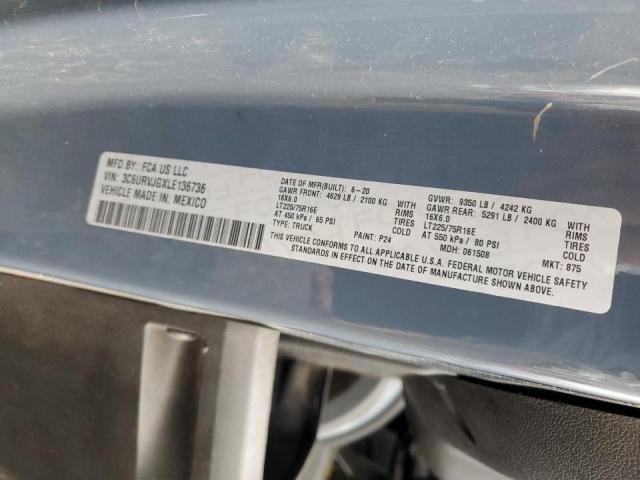 MFD BY: FCA US LLC
VIN: 3C6URVJGXLE136736
VEHICLE MADE IN: MEXICO
DATE OF MFR(BUILT): 6-20
GAWR FRONT: 4629 LB / 2100 KG WITH
16X6.0 RIMS
LT225/75R16E TIRES
AT 450 kPa / 65 PSI COLD
TYPE: TRUCK
GVWR: 9350 LB / 4242 KG
GAWR REAR: 5291 LB / 2400 KG WITH
16X6.0 RIMS
LT225/75R16E TIRES
AT 550 kPa / 80 PSI COLD
PAINT: P24 MDH: 061508 MKT: 875
THIS VEHICLE CONFORMS TO ALL APPLICABLE U.S.A. FEDERAL MOTOR VEHICLE SAFETY
STANDARDS IN EFFECT ON THE DATE OF MANUFACTURE SHOWN ABOVE.